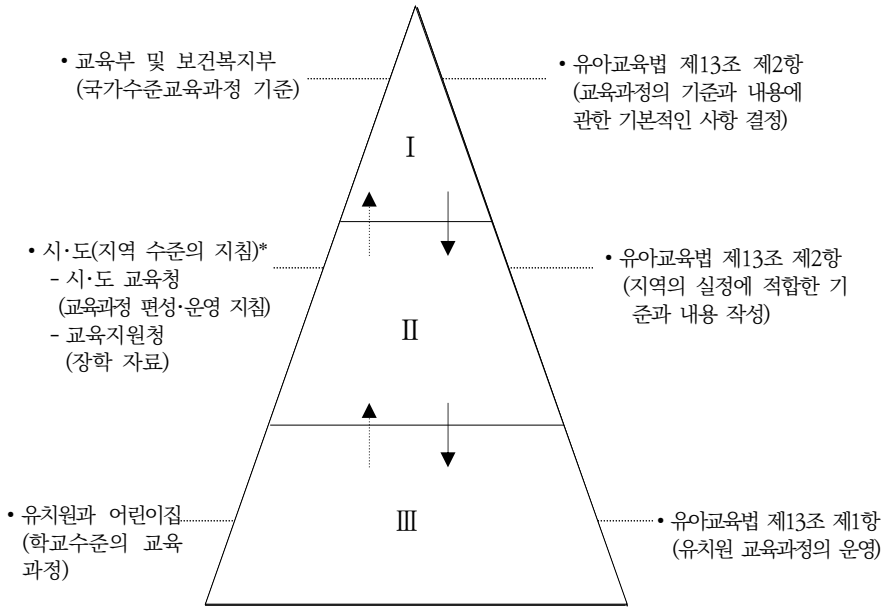 • 교육부 및 보건복지부
(국가수준교육과정 기준)
• 유아교육법 제13조 제2항
(교육과정의 기준과 내용에
관한 기본적인 사항 결정)
Ⅰ
• 시·도(지역 수준의 지침)*
- 시·도 교육청
(교육과정 편성·운영 지침)
- 교육지원청
(장학 자료)
• 유아교육법 제13조 제2항
(지역의 실정에 적합한 기
준과 내용 작성)
Ⅱ
• 유치원과 어린이집
(학교수준의 교육
과정)
Ⅲ
• 유아교육법 제13조 제1항
(유치원 교육과정의 운영)